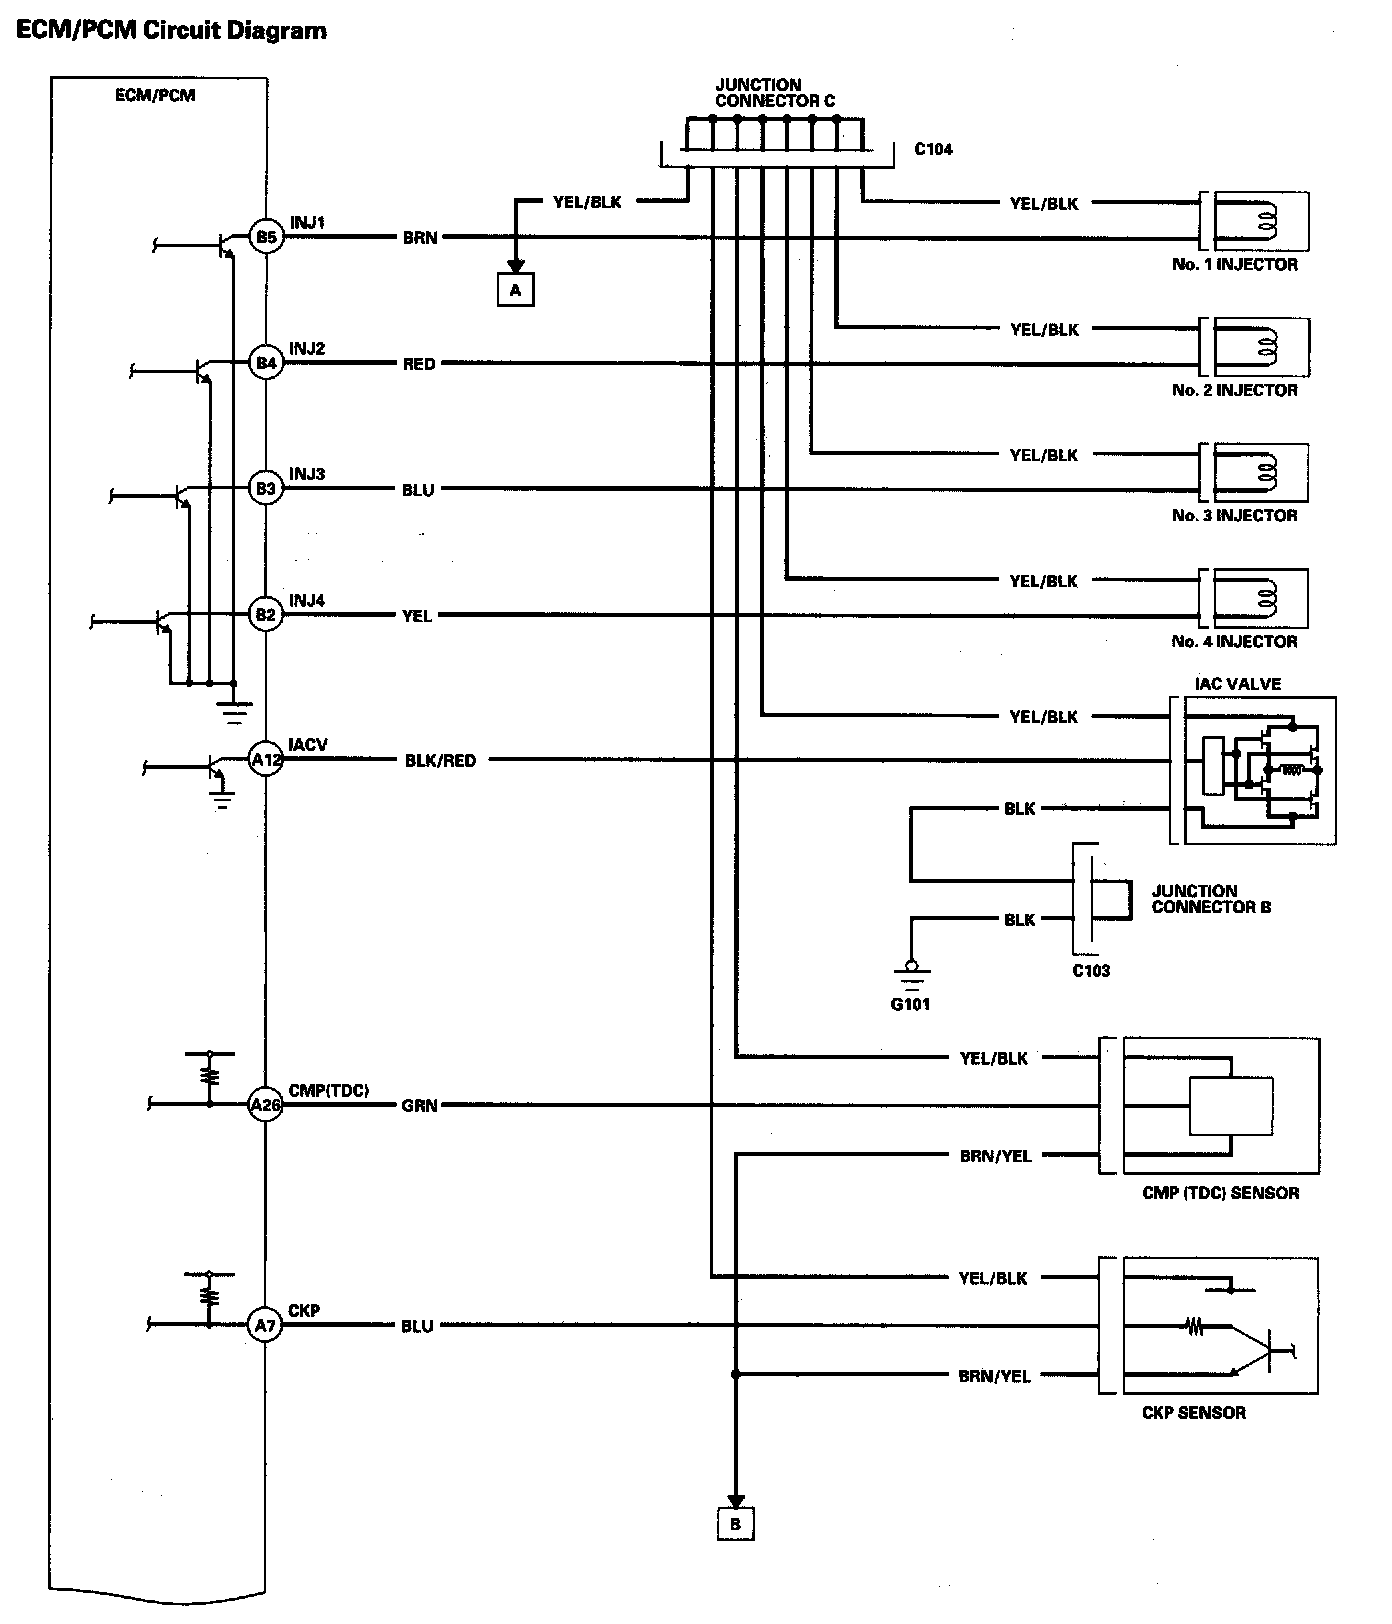 ECM/PCM Circuit Diagram
ECM/PCM
JUNCTION
CONNECTOR C
C104
YEL/BLK
YEL/BLK
B5
INJ1
BRN
No. 1 INJECTOR
A
YEL/BLK
B4
INJ2
RED
No. 2 INJECTOR
YEL/BLK
B3
INJ3
BLU
No. 3 INJECTOR
YEL/BLK
B2
INJ4
YEL
No. 4 INJECTOR
IAC VALVE
YEL/BLK
A12
IACV
BLK/RED
BLK
JUNCTION
CONNECTOR B
BLK
C103
G101
YEL/BLK
A26
CMP(TDC)
GRN
BRN/YEL
CMP (TDC) SENSOR
YEL/BLK
A7
CKP
BLU
BRN/YEL
CKP SENSOR
B